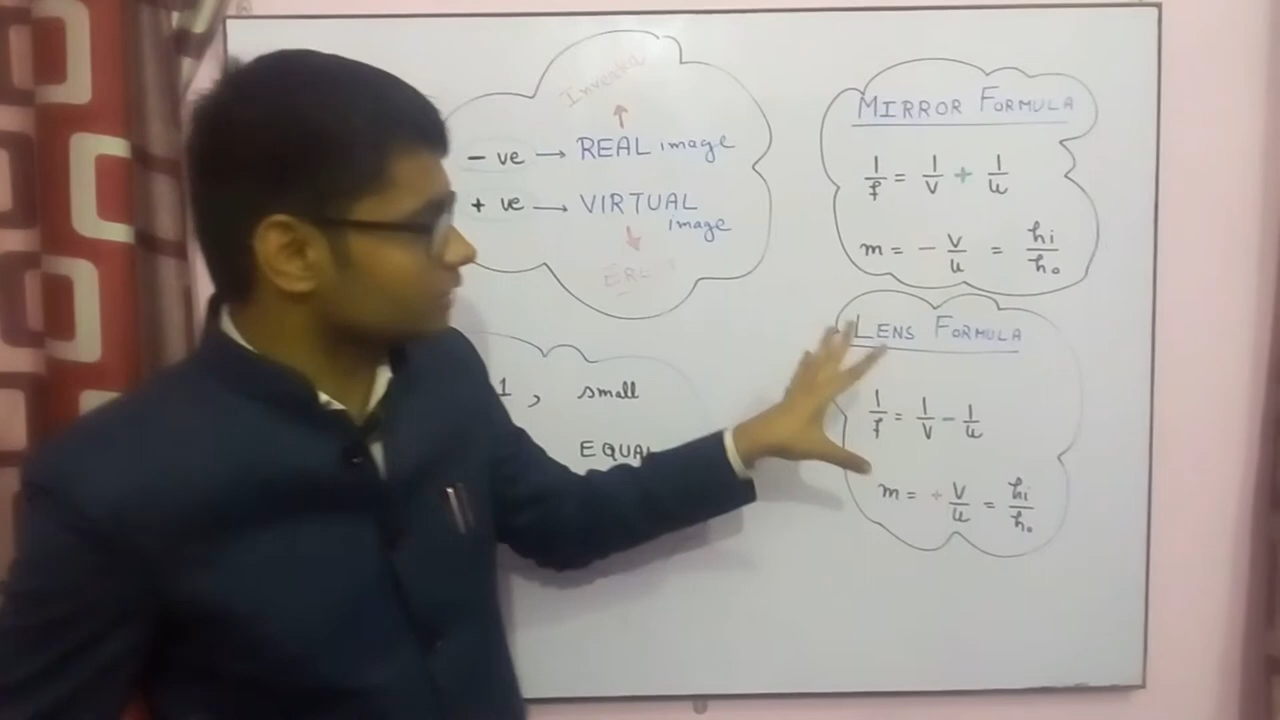 Inverted
- ve → REAL image
+ ve → VIRTUAL
image
1 , small
EQUAL
MIRROR FORMULA
1/f = 1/v + 1/u
m = - v/u = hi/ho
LENS FORMULA
1/f = 1/v - 1/u
m = + v/u = hi/ho